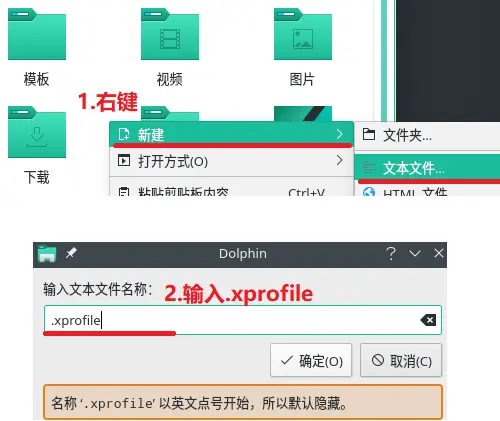 模板
视频
图片
1.右键
新建
文件夹...
下载
打开方式(O)
文本文件...
粘贴剪贴板内容
Ctrl+V
HTML 文件
Dolphin
输入文本文件名称：
2.输入.xprofile
.xprofile
确定(O)
取消(C)
名称 ‘.xprofile’ 以英文点号开始，所以默认隐藏。